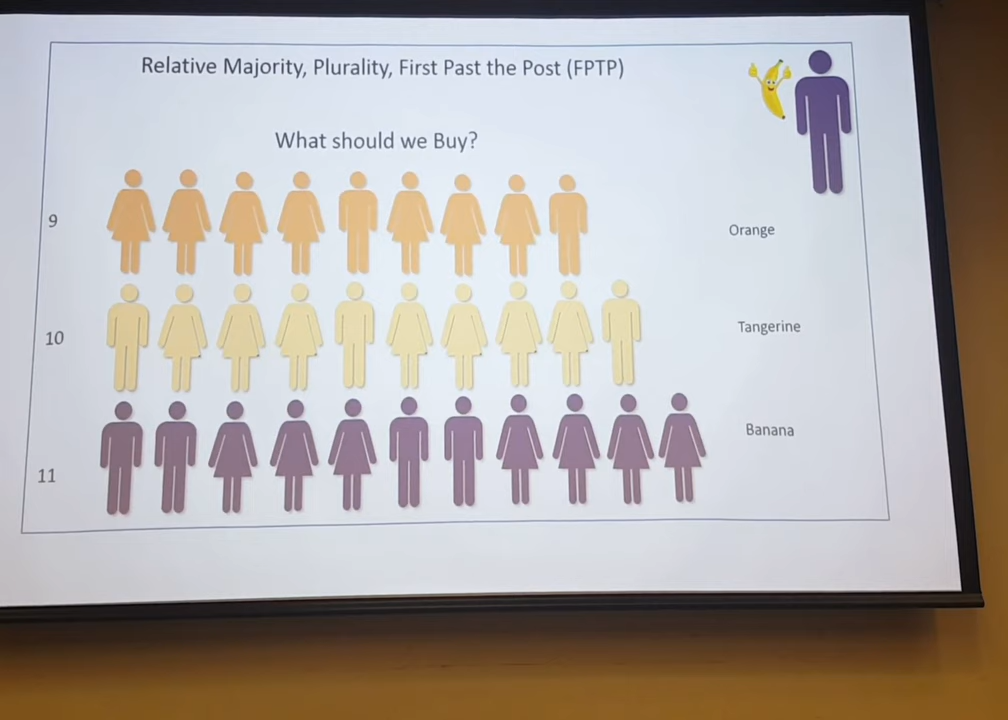 Relative Majority, Plurality, First Past the Post (FPTP)
What should we Buy?
9
Orange
10
Tangerine
11
Banana